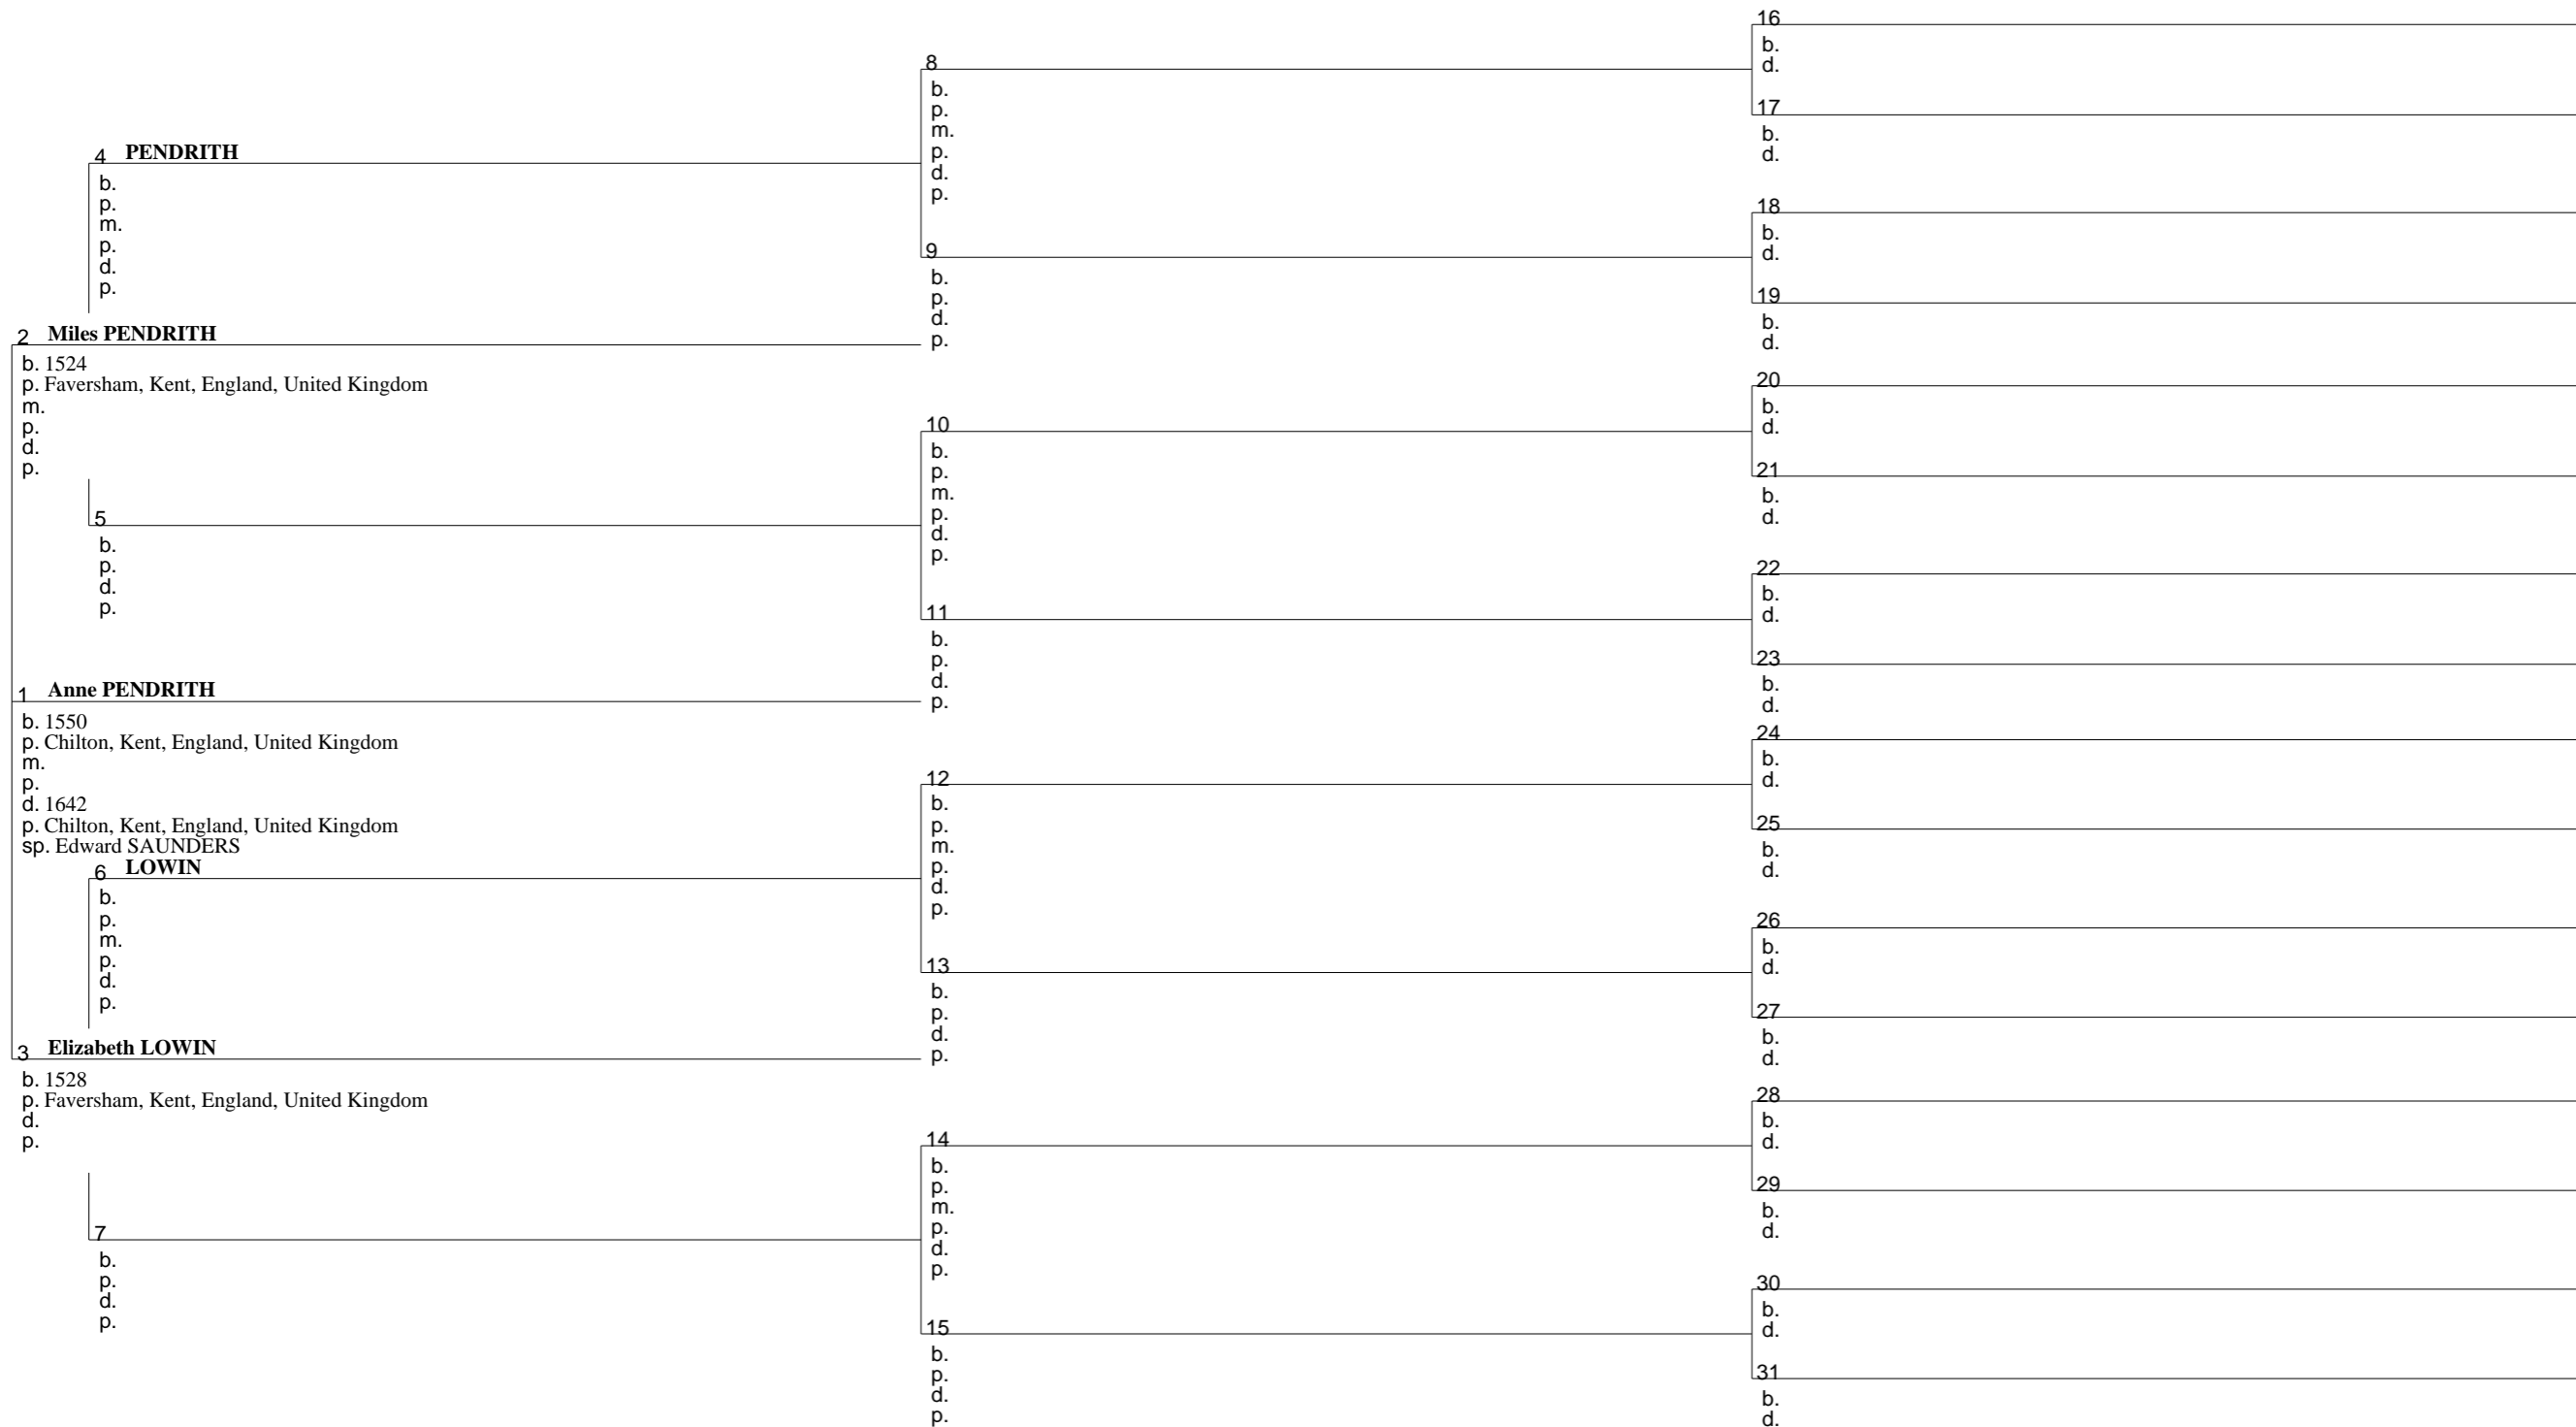 4 PENDRITH
b.
p.
m.
p.
d.
p.
2 Miles PENDRITH
b. 1524
p. Faversham, Kent, England, United Kingdom
m.
p.
d.
p.
5
b.
p.
d.
p.
1 Anne PENDRITH
b. 1550
p. Chilton, Kent, England, United Kingdom
m.
p.
d. 1642
p. Chilton, Kent, England, United Kingdom
sp. Edward SAUNDERS
6 LOWIN
b.
p.
m.
p.
d.
p.
3 Elizabeth LOWIN
b. 1528
p. Faversham, Kent, England, United Kingdom
d.
p.
7
b.
p.
d.
p.
8
b.
p.
m.
p.
d.
p.
9
b.
p.
d.
p.
10
b.
p.
m.
p.
d.
p.
11
b.
p.
d.
p.
12
b.
p.
m.
p.
d.
p.
13
b.
p.
d.
p.
14
b.
p.
m.
p.
d.
p.
15
b.
p.
d.
p.
16
b.
d.
17
b.
d.
18
b.
d.
19
b.
d.
20
b.
d.
21
b.
d.
22
b.
d.
23
b.
d.
24
b.
d.
25
b.
d.
26
b.
d.
27
b.
d.
28
b.
d.
29
b.
d.
30
b.
d.
31
b.
d.